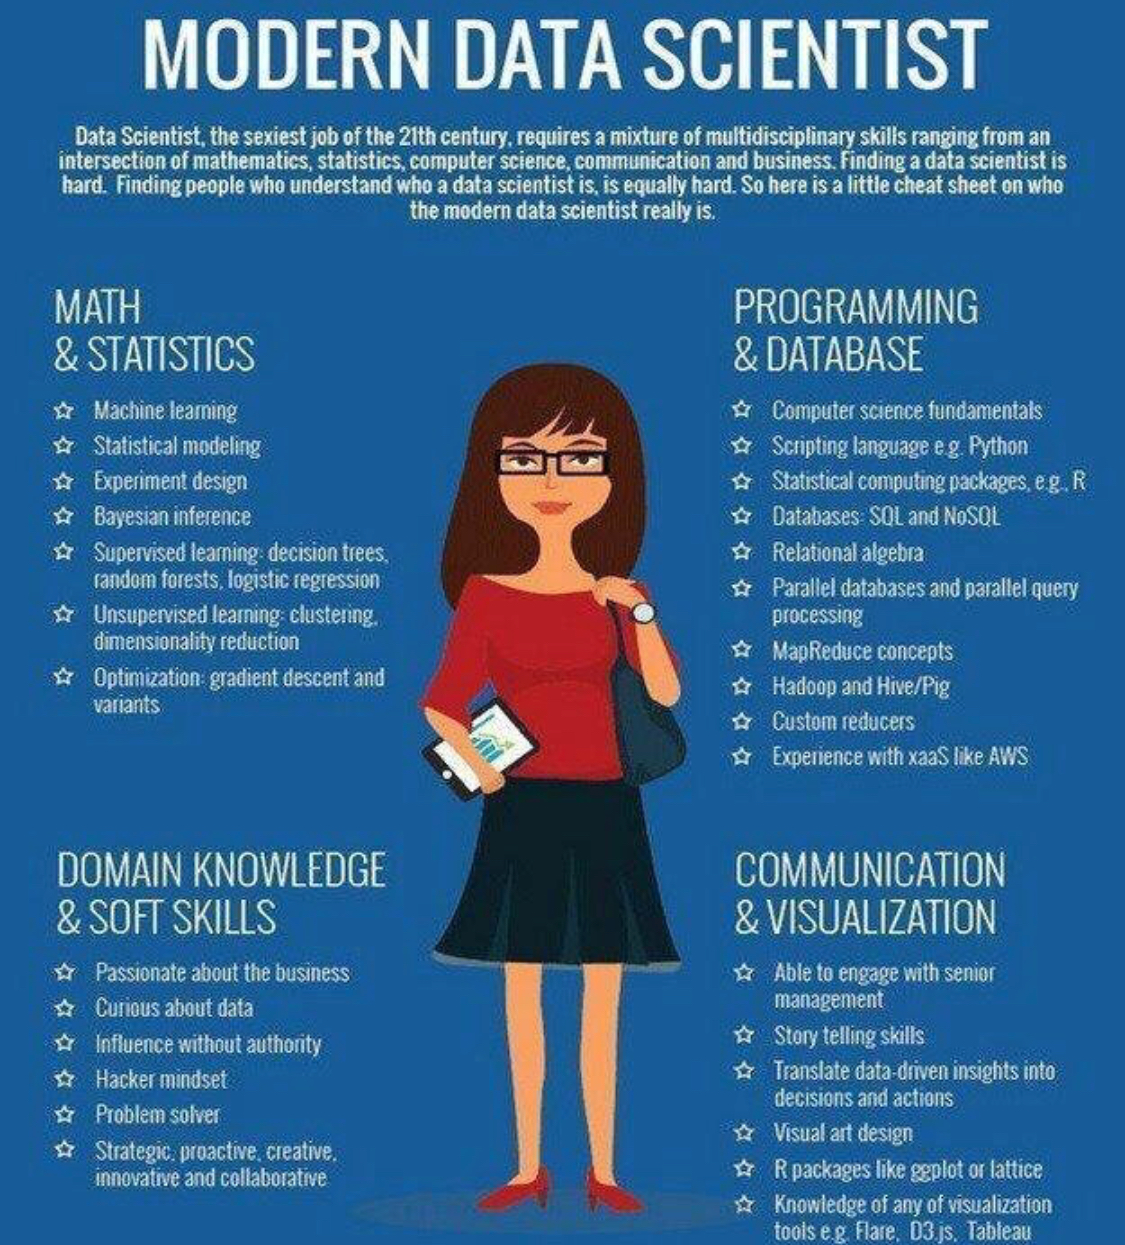 MODERN DATA SCIENTIST
Data Scientist, the sexiest job of the 21th century, requires a mixture of multidisciplinary skills ranging from an
intersection of mathematics, statistics, computer science, communication and business. Finding a data scientist is
hard. Finding people who understand who a data scientist is, is equally hard. So here is a little cheat sheet on who
the modern data scientist really is.
MATH
& STATISTICS
Machine learning
Statistical modeling
Experiment design
Bayesian inference
Supervised learning: decision trees,
random forests, logistic regression
Unsupervised learning: clustering,
dimensionality reduction
Optimization: gradient descent and
variants
PROGRAMMING
& DATABASE
Computer science fundamentals
Scripting language e.g. Python
Statistical computing packages, e.g., R
Databases: SQL and NoSQL
Relational algebra
Parallel databases and parallel query
processing
MapReduce concepts
Hadoop and Hive/Pig
Custom reducers
Experience with xaaS like AWS
DOMAIN KNOWLEDGE
& SOFT SKILLS
Passionate about the business
Curious about data
Influence without authority
Hacker mindset
Problem solver
Strategic, proactive, creative,
innovative and collaborative
COMMUNICATION
& VISUALIZATION
Able to engage with senior
management
Story telling skills
Translate data-driven insights into
decisions and actions
Visual art design
R packages like ggplot or lattice
Knowledge of any of visualization
tools e.g. Flare, D3.js, Tableau